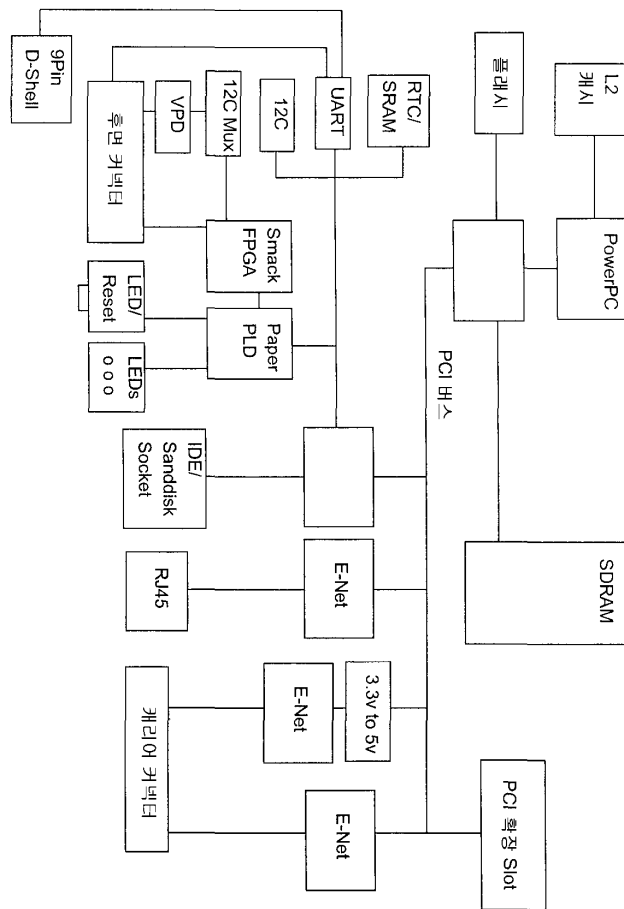 L2
캐시
PowerPC
SDRAM
플래시
PCI 버스
PCI 확장 Slot
RTC/
SRAM
12C
UART
12C Mux
VPD
후면 커넥터
9Pin
D-Shell
Smack
FPGA
Paper
PLD
LED/
Reset
LEDs
o o o
IDE/
Sanddisk
Socket
E-Net
RJ45
3.3v to 5v
E-Net
E-Net
캐리어 커넥터